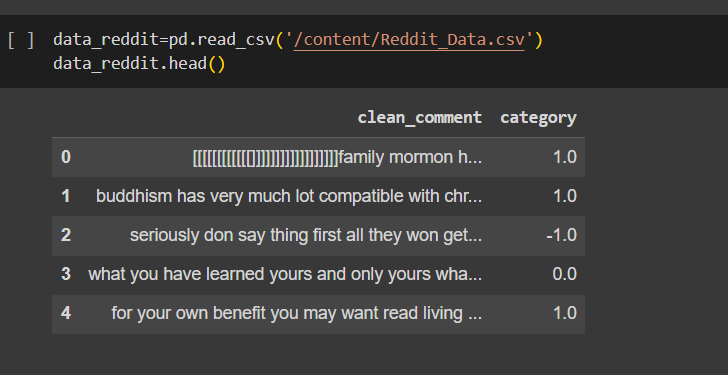 [ ] data_reddit=pd.read_csv('/content/Reddit_Data.csv')
data_reddit.head()
clean_comment category
0 [[[[[[[[[[[]]]]]]]]]]]]]]]family mormon h... 1.0
1 buddhism has very much lot compatible with chr... 1.0
2 seriously don say thing first all they won get... -1.0
3 what you have learned yours and only yours wha... 0.0
4 for your own benefit you may want read living ... 1.0